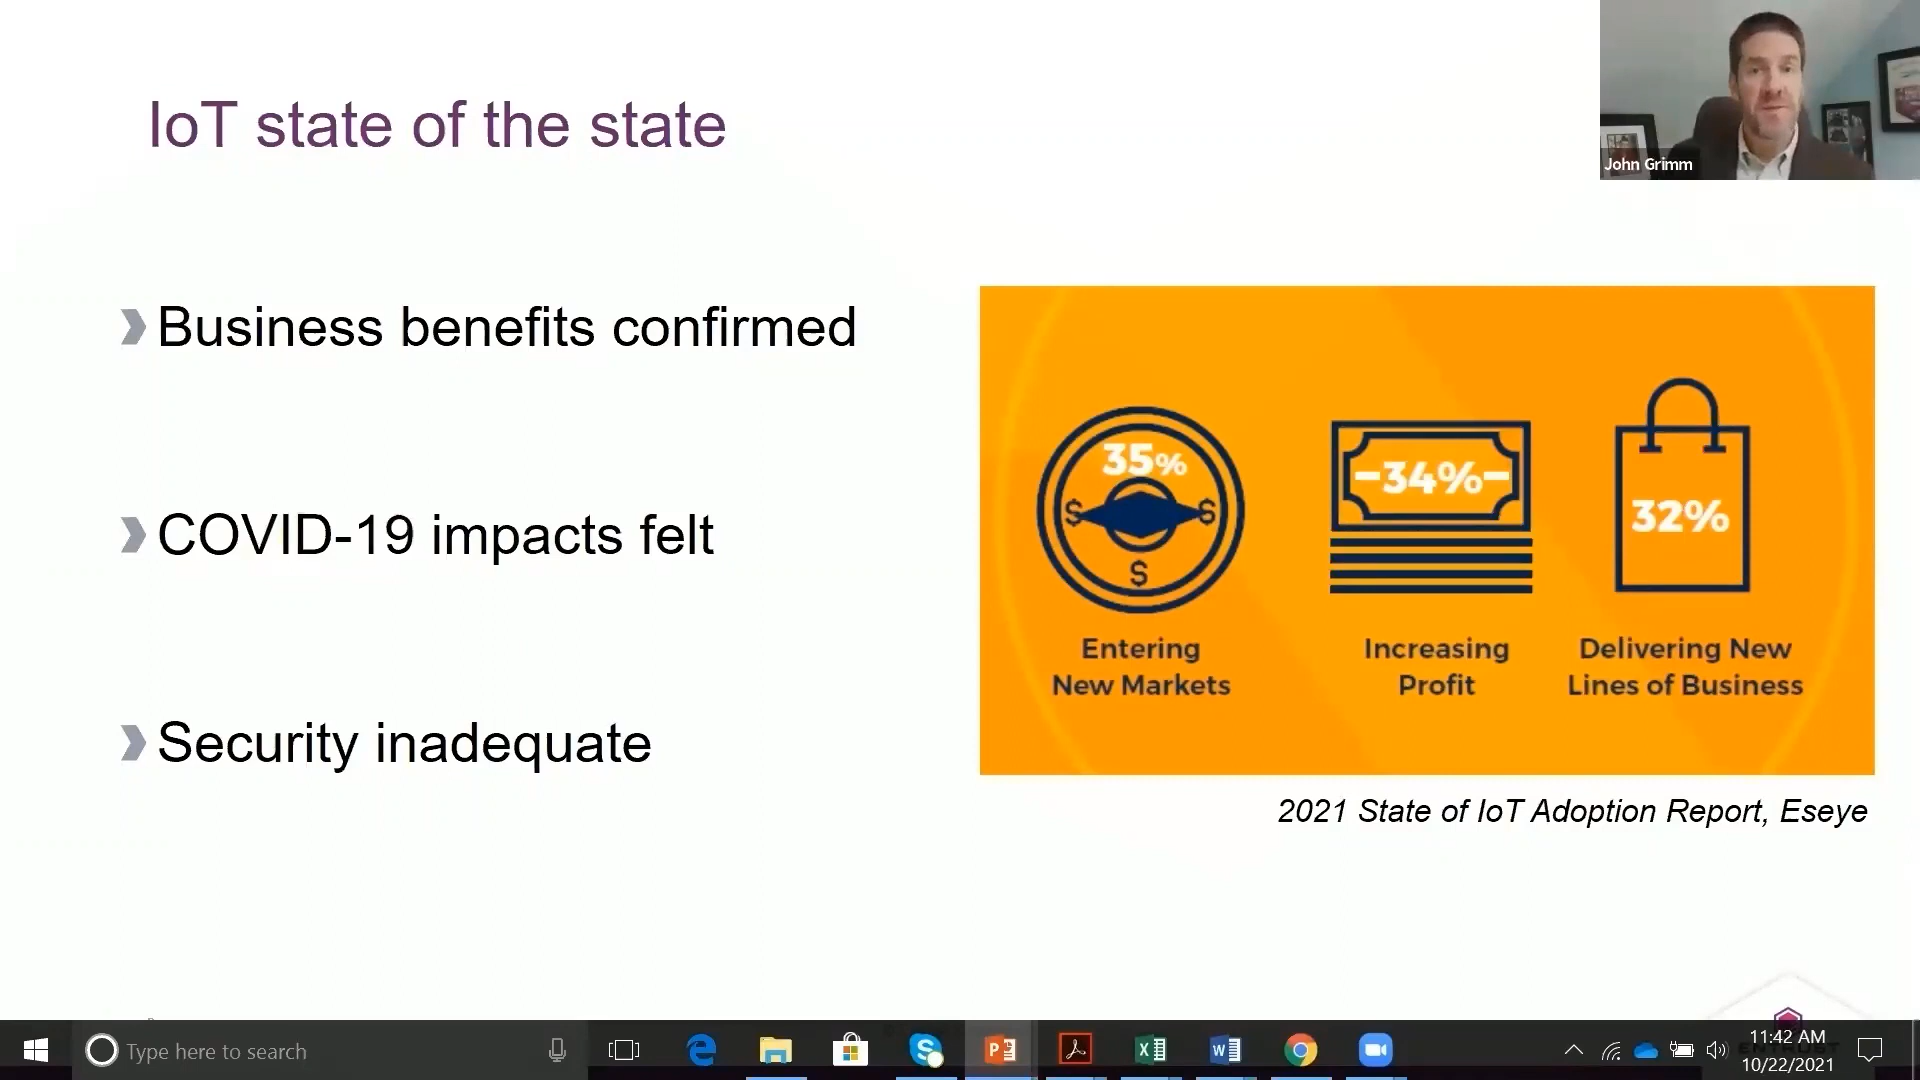 IoT state of the state
John Grimm
Business benefits confirmed
COVID-19 impacts felt
Security inadequate
35%
$ $
$
-34%-
32%
Entering
New Markets
Increasing
Profit
Delivering New
Lines of Business
2021 State of IoT Adoption Report, Eseye
Type here to search
11:42 AM
ENTRUST
10/22/2021